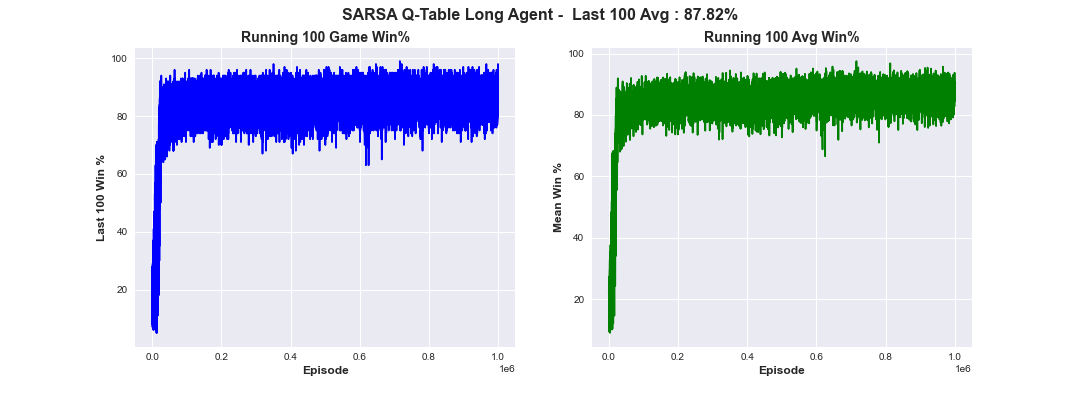 SARSA Q-Table Long Agent -  Last 100 Avg : 87.82%
Running 100 Game Win%
100
80
60
40
20
Last 100 Win %
0.0 0.2 0.4 0.6 0.8 1.0
1e6
Episode
Running 100 Avg Win%
100
80
60
40
20
Mean Win %
0.0 0.2 0.4 0.6 0.8 1.0
1e6
Episode